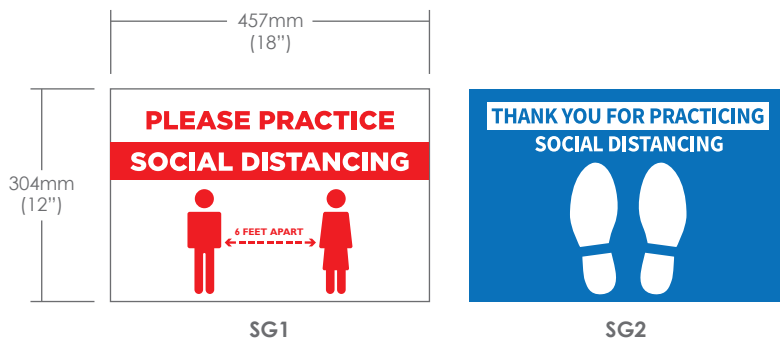 457mm
(18”)
304mm
(12”)
PLEASE PRACTICE
SOCIAL DISTANCING
6 FEET APART
SG1
THANK YOU FOR PRACTICING
SOCIAL DISTANCING
SG2